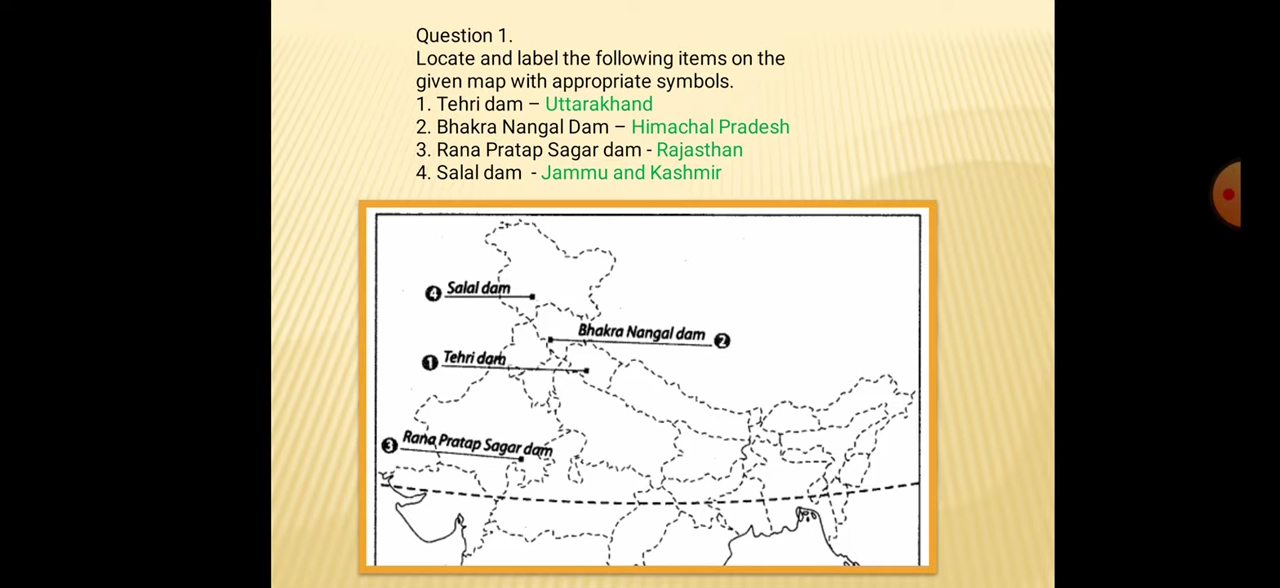 Question 1.
Locate and label the following items on the
given map with appropriate symbols.
1. Tehri dam – Uttarakhand
2. Bhakra Nangal Dam – Himachal Pradesh
3. Rana Pratap Sagar dam - Rajasthan
4. Salal dam - Jammu and Kashmir
4 Salal dam
Bhakra Nangal dam 2
1 Tehri dam
3 Rana Pratap Sagar dam